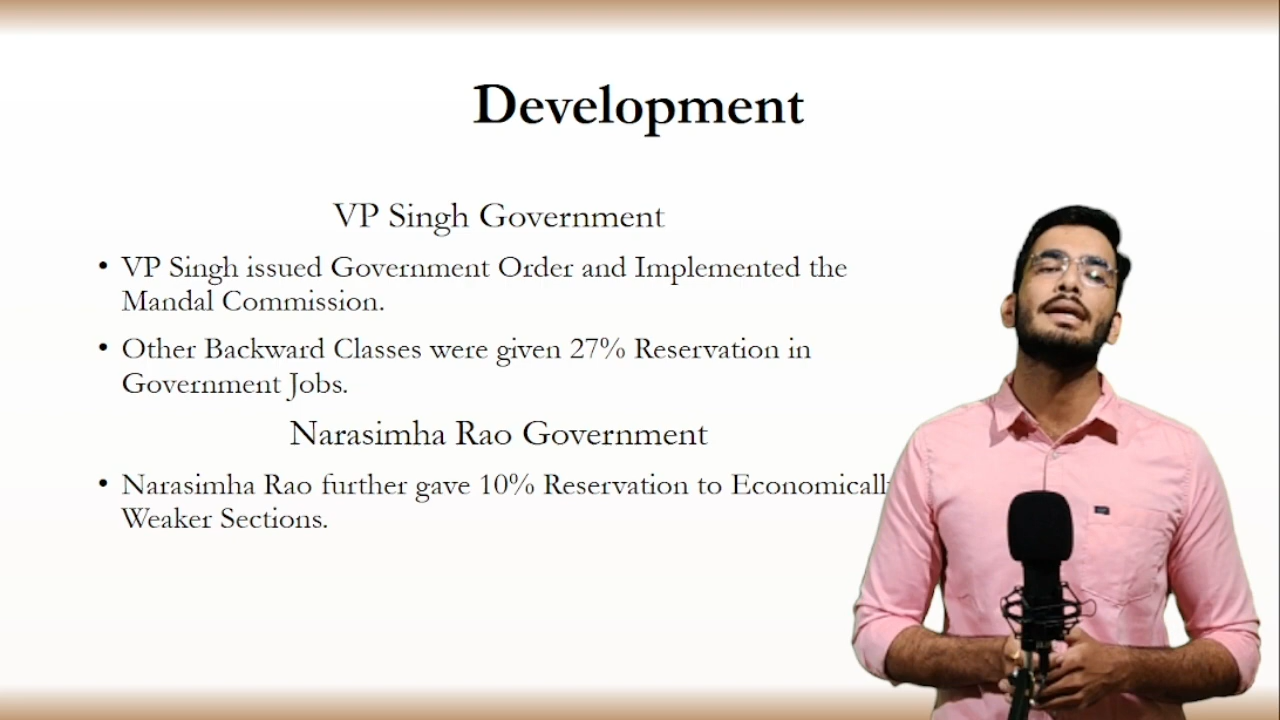 Development
VP Singh Government
• VP Singh issued Government Order and Implemented the
Mandal Commission.
• Other Backward Classes were given 27% Reservation in
Government Jobs.
Narasimha Rao Government
• Narasimha Rao further gave 10% Reservation to
Weaker Sections.